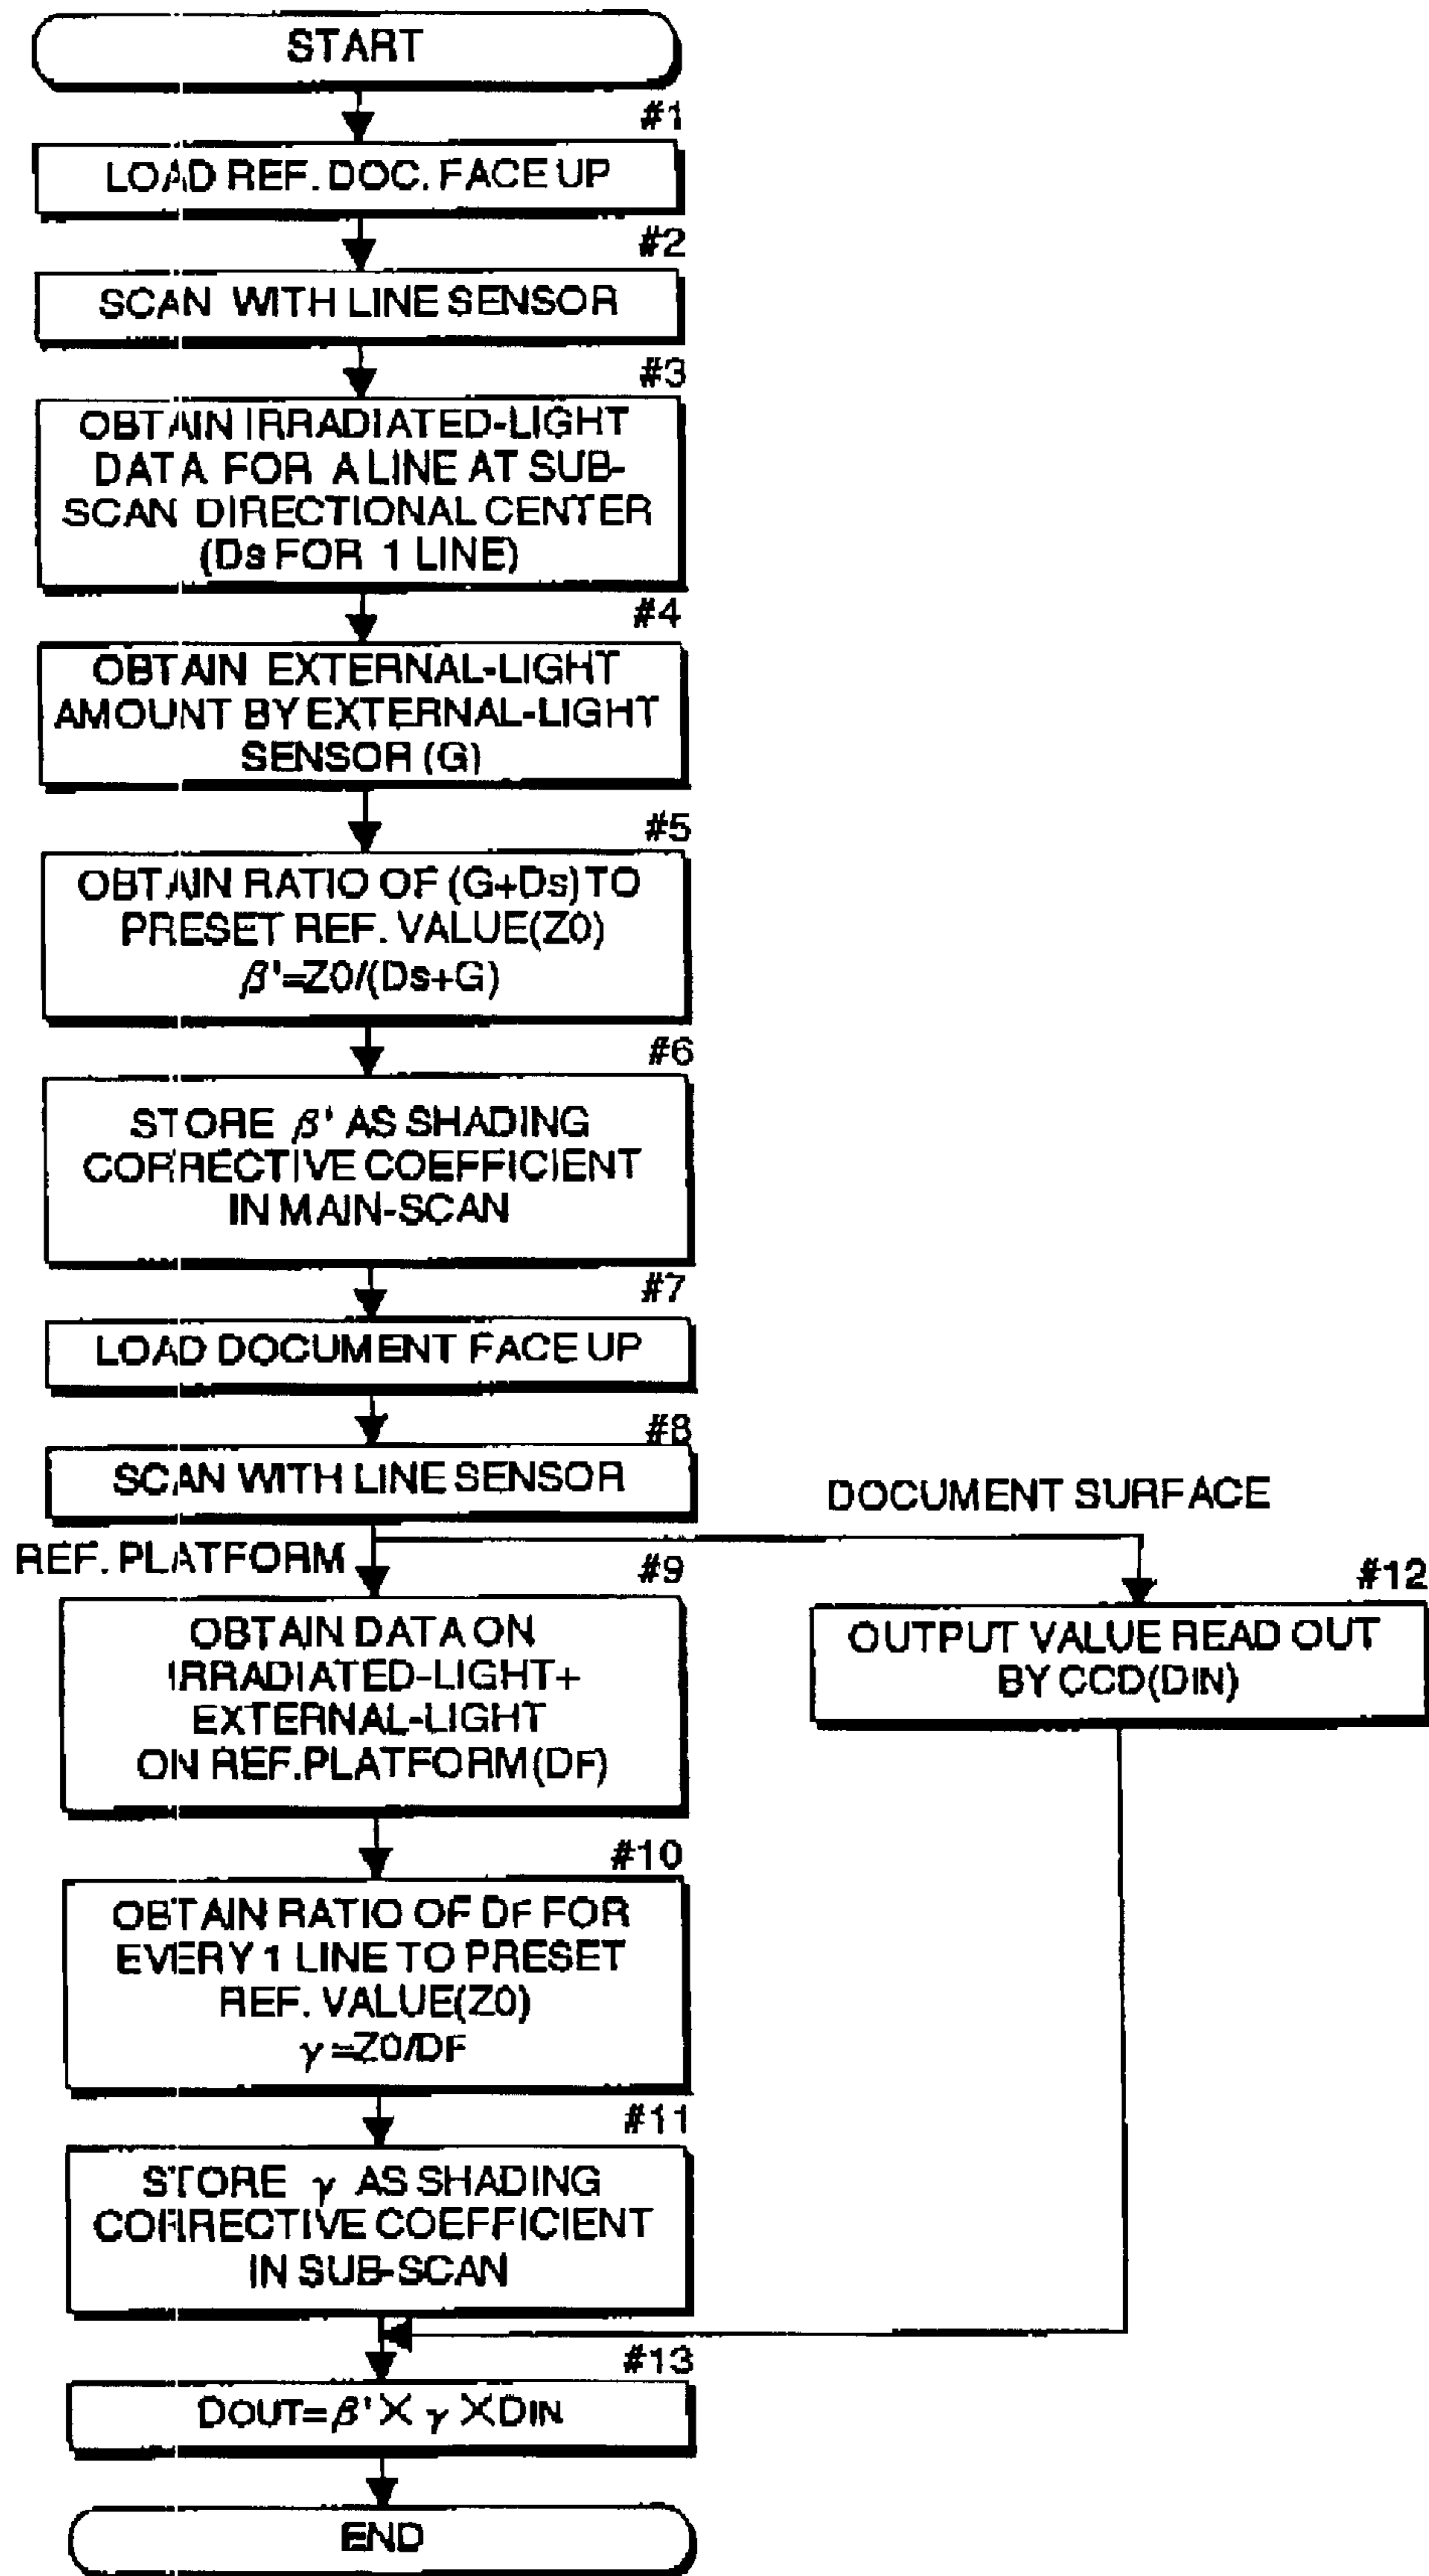 START
#1
LOAD REF. DOC. FACE UP
#2
SCAN WITH LINE SENSOR
#3
OBTAIN IRRADIATED-LIGHT
DATA FOR A LINE AT SUB-
SCAN DIRECTIONAL CENTER
(Ds FOR 1 LINE)
#4
OBTAIN EXTERNAL-LIGHT
AMOUNT BY EXTERNAL-LIGHT
SENSOR (G)
#5
OBTAIN RATIO OF (G+Ds) TO
PRESET REF. VALUE(Z0)
β'=Z0/(Ds+G)
#6
STORE β' AS SHADING
CORRECTIVE COEFFICIENT
IN MAIN-SCAN
#7
LOAD DOCUMENT FACE UP
#8
SCAN WITH LINE SENSOR
DOCUMENT SURFACE
REF. PLATFORM
#9
OBTAIN DATA ON
IRRADIATED-LIGHT+
EXTERNAL-LIGHT
ON REF.PLATFORM(DF)
#12
OUTPUT VALUE READ OUT
BY CCD(DIN)
#10
OBTAIN RATIO OF DF FOR
EVERY 1 LINE TO PRESET
REF. VALUE(Z0)
γ=Z0/DF
#11
STORE γ AS SHADING
CORRECTIVE COEFFICIENT
IN SUB-SCAN
#13
DOUT=β'×γ×DIN
END